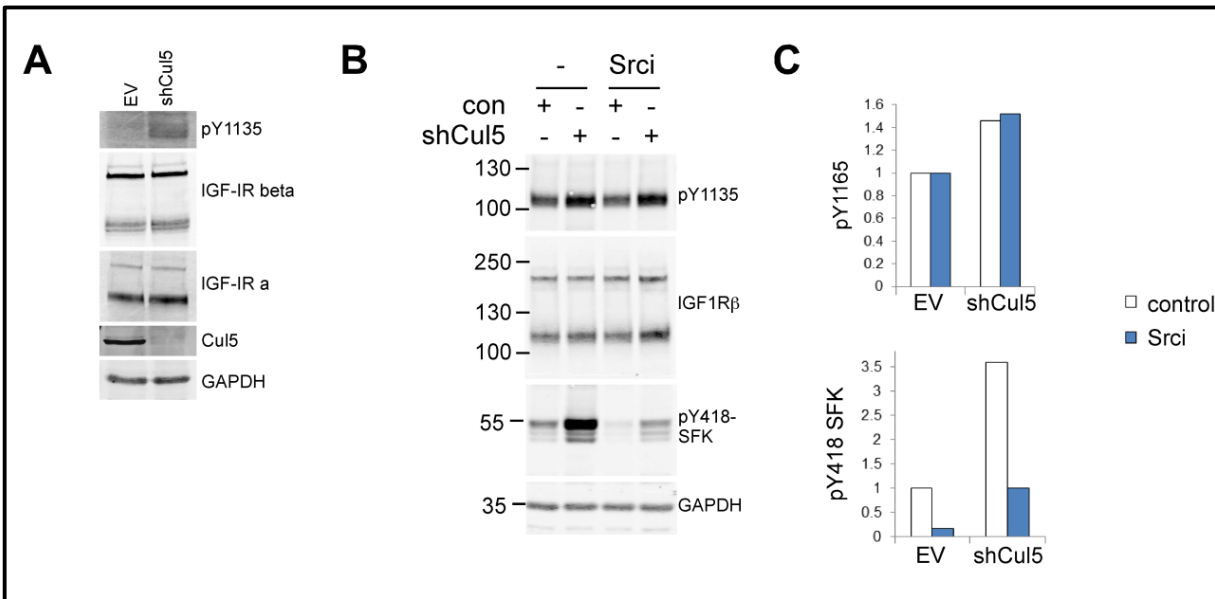 A
EV
shCul5
pY1135
IGF-IR beta
IGF-IR a
Cul5
GAPDH
B
- Srci
con + - + -
shCul5 - + - +
130
100
pY1135
250
130
100
IGF1Rβ
55
pY418-
SFK
35
GAPDH
C
pY1165
1.6
1.4
1.2
1
0.8
0.6
0.4
0.2
0
EV shCul5
control
Srci
pY418 SFK
3.5
3
2.5
2
1.5
1
0.5
0
EV shCul5